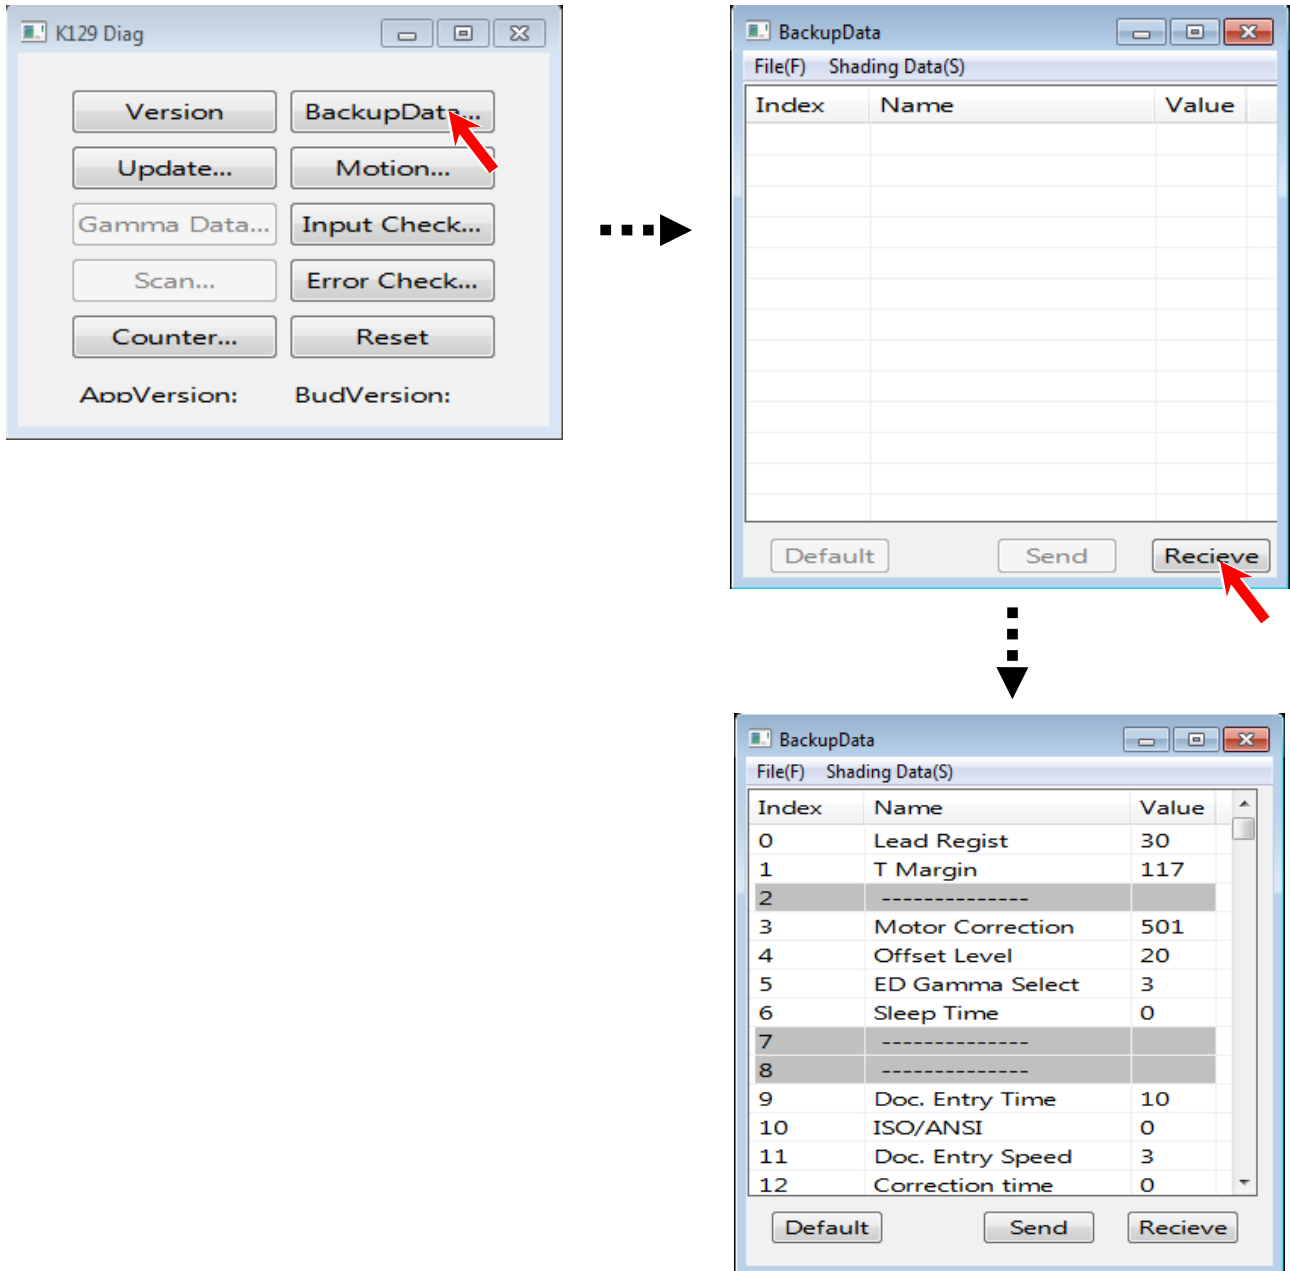 K129 Diag
Version BackupData...
Update... Motion...
Gamma Data... Input Check...
Scan... Error Check...
Counter... Reset
AppVersion: BudVersion:
BackupData
File(F) Shading Data(S)
Index Name Value
Default Send Recieve
BackupData
File(F) Shading Data(S)
Index Name Value
0 Lead Regist 30
1 T Margin 117
2 --------------
3 Motor Correction 501
4 Offset Level 20
5 ED Gamma Select 3
6 Sleep Time 0
7 --------------
8 --------------
9 Doc. Entry Time 10
10 ISO/ANSI 0
11 Doc. Entry Speed 3
12 Correction time 0
Default Send Recieve